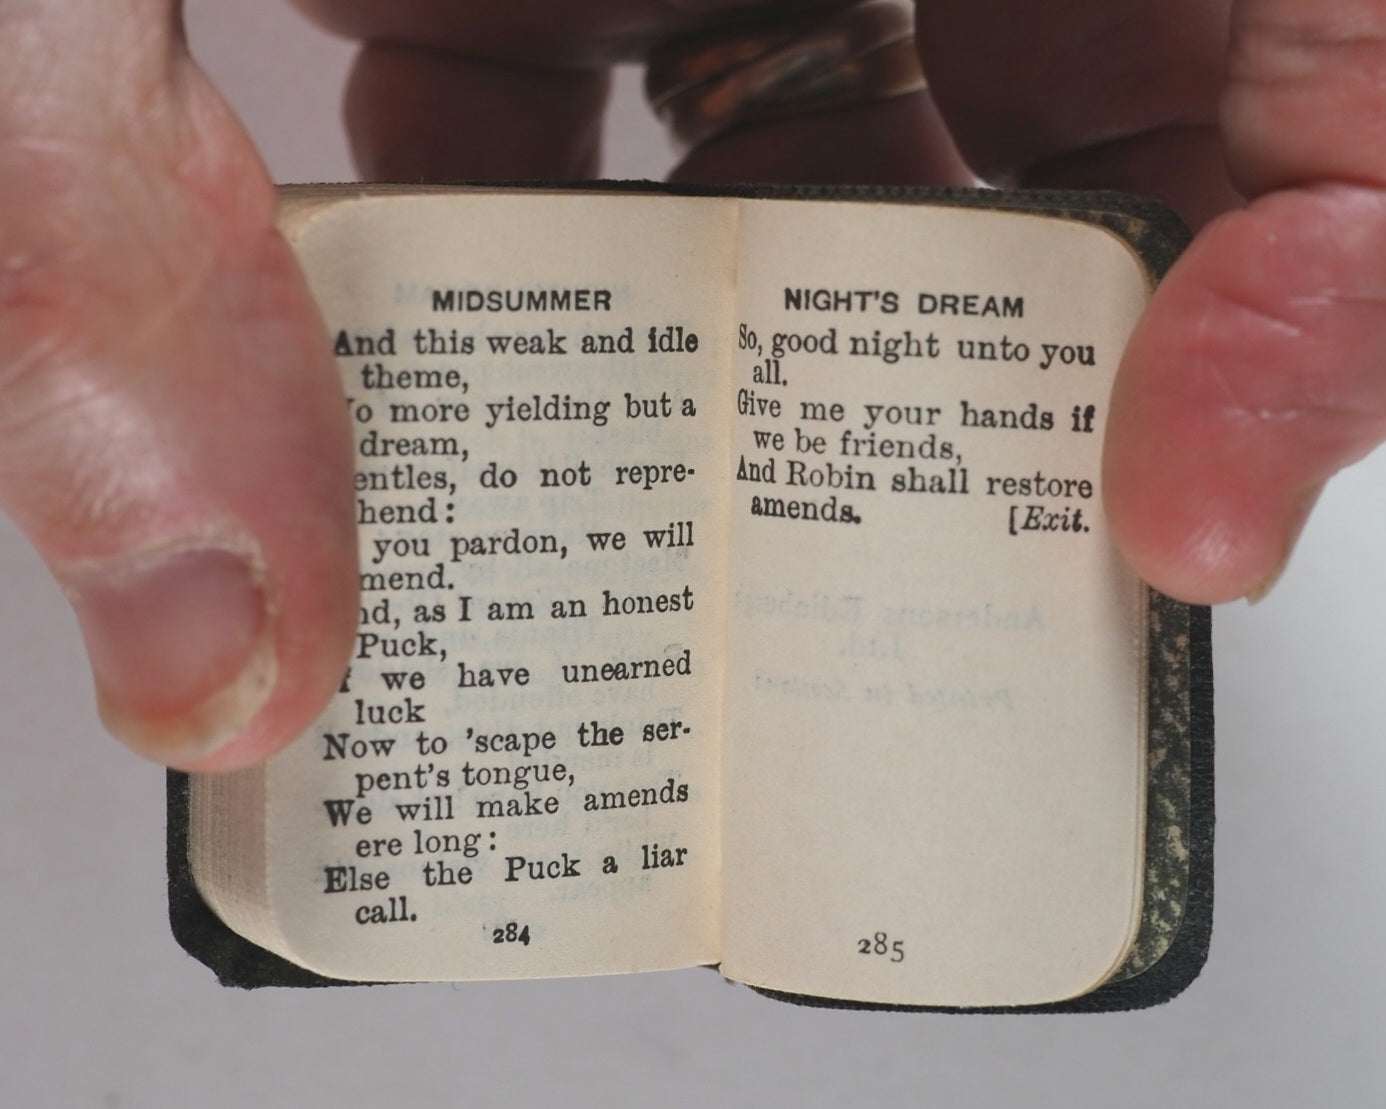 MIDSUMMER
And this weak and idle
theme,
No more yielding but a
dream,
entles, do not repre-
hend:
you pardon, we will
mend.
nd, as I am an honest
Puck,
we have unearned
luck
Now to 'scape the ser-
pent's tongue,
We will make amends
ere long:
Else the Puck a liar
call.
284
NIGHT'S DREAM
So, good night unto you
all.
Give me your hands if
we be friends,
And Robin shall restore
amends. [Exit.
285